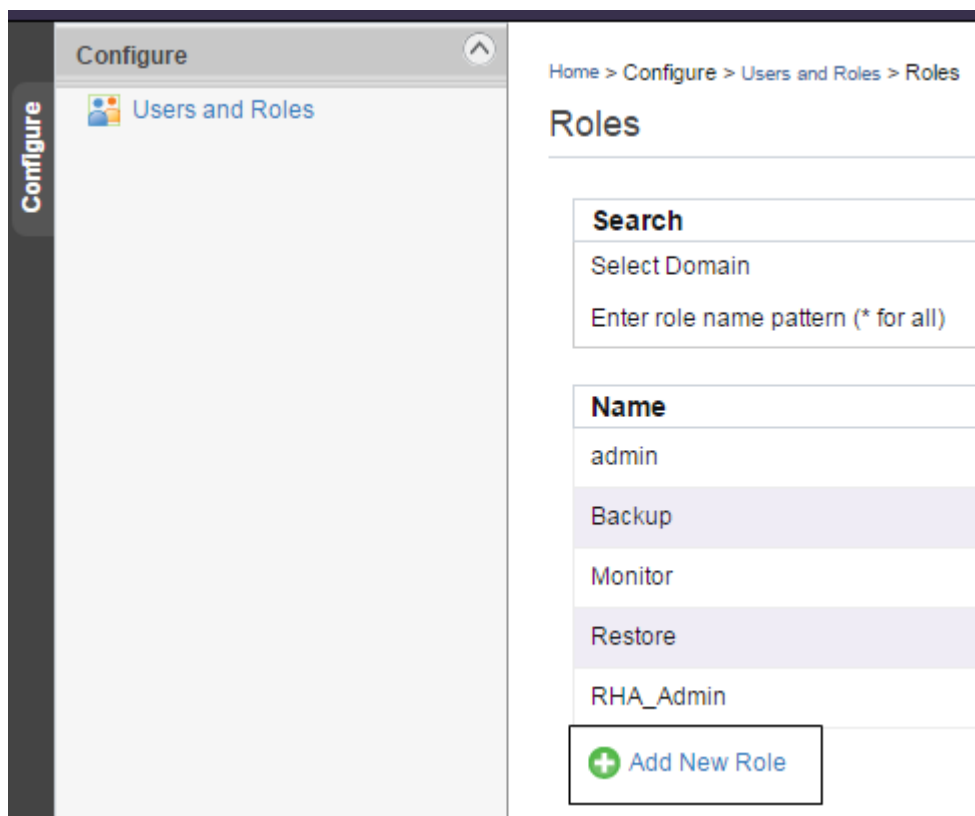 Configure
Configure
Users and Roles
Home > Configure > Users and Roles > Roles
Roles
Search
Select Domain
Enter role name pattern (* for all)
Name
admin
Backup
Monitor
Restore
RHA_Admin
Add New Role